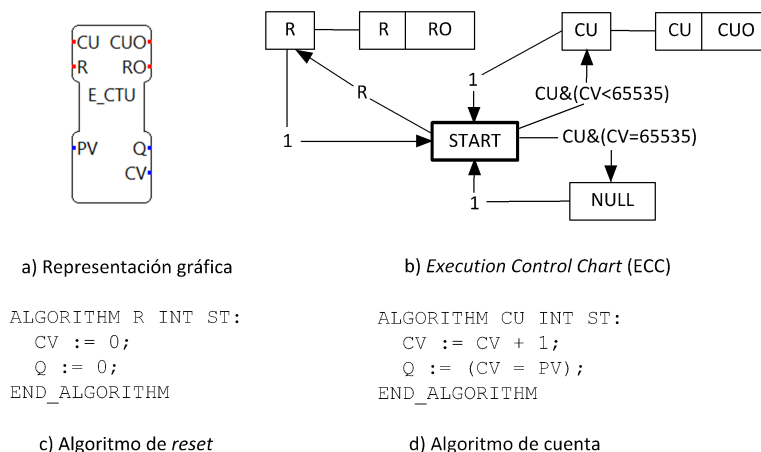 CU CUO
R RO
E_CTU
PV Q
CV
R
R RO
CU
CU CUO
1
R
1
CU&(CV<65535)
START
CU&(CV=65535)
1
NULL
a) Representación gráfica
b) Execution Control Chart (ECC)
ALGORITHM R INT ST:
CV := 0;
Q := 0;
END_ALGORITHM
c) Algoritmo de reset
ALGORITHM CU INT ST:
CV := CV + 1;
Q := (CV = PV);
END_ALGORITHM
d) Algoritmo de cuenta